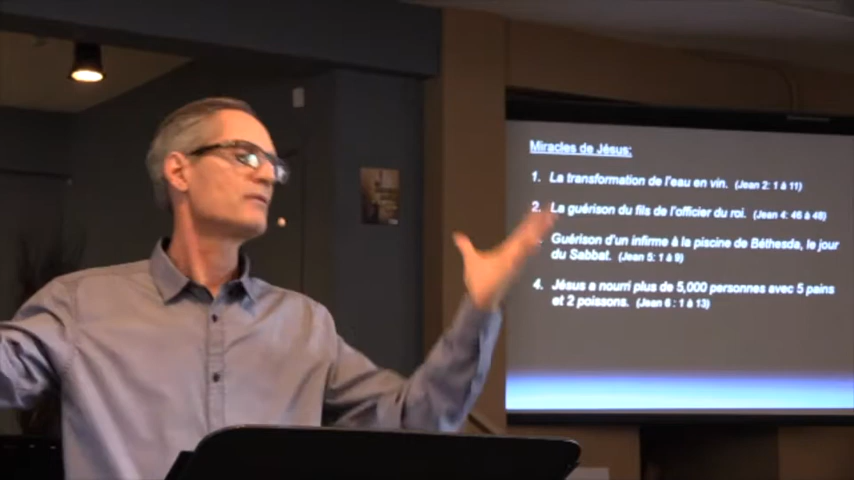 Miracles de Jésus:
1. La transformation de l'eau en vin. (Jean 2: 1 à 11)
2. La guérison du fils de l'officier du roi. (Jean 4: 46 à 48)
Guérison d'un infirme à la piscine de Béthesda, le jour
du Sabbat. (Jean 5: 1 à 9)
4. Jésus a nourri plus de 5,000 personnes avec 5 pains
et 2 poissons. (Jean 6 : 1 à 13)